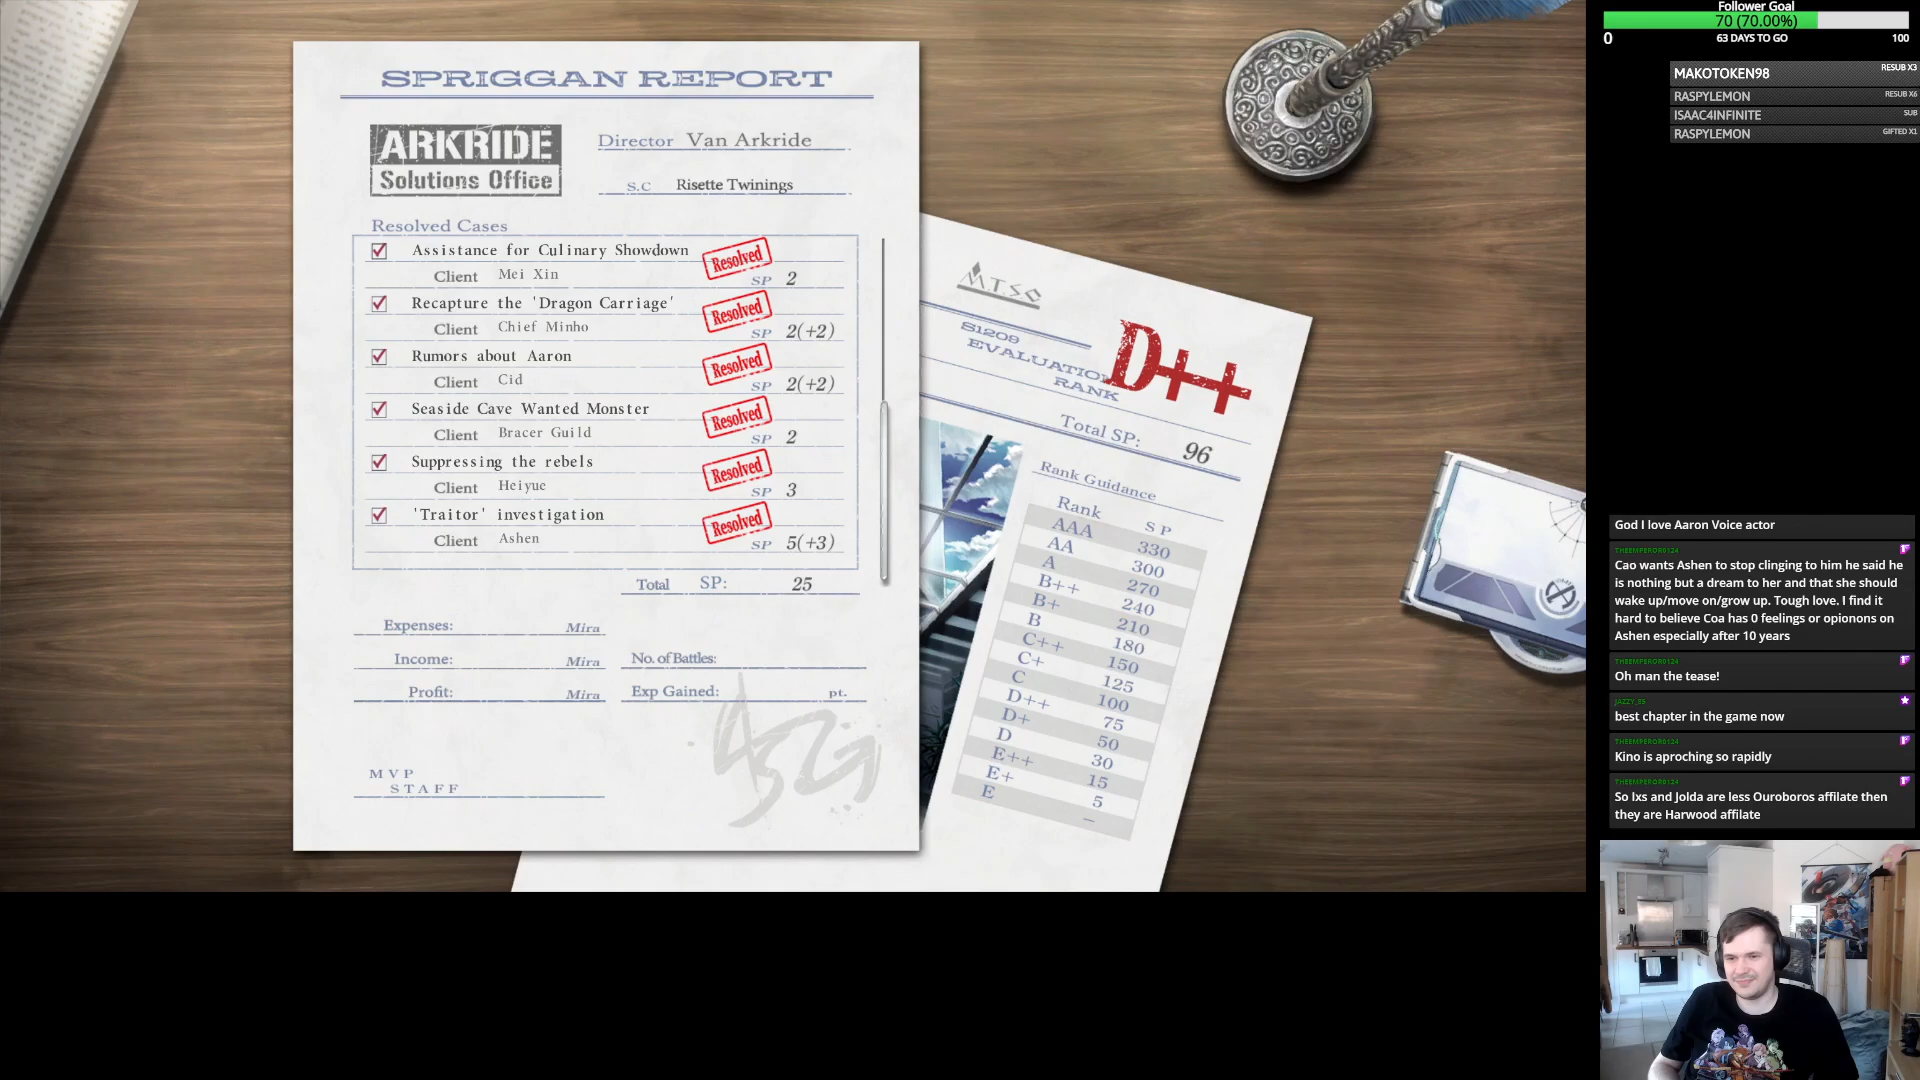 SPRIGGAN REPORT
ARKRIDE
Solutions Office
Director Van Arkride
S.C Risette Twinings
Resolved Cases
Assistance for Culinary Showdown
Resolved
Client Mei Xin
SP 2
Recapture the 'Dragon Carriage'
Resolved
Client Chief Minho
SP 2(+2)
Rumors about Aaron
Resolved
Client Cid
SP 2(+2)
Seaside Cave Wanted Monster
Resolved
Client Bracer Guild
SP 2
Suppressing the rebels
Resolved
Client Heiyue
SP 3
'Traitor' investigation
Resolved
Client Ashen
SP 5(+3)
Total SP: 25
Expenses: Mira
Income: Mira
No. of Battles:
Profit: Mira
Exp Gained: pt.
MVP
STAFF
M.T.S.C
S1209
EVALUATION
RANK
D++
Total SP: 96
Rank Guidance
Rank SP
AAA 330
AA 300
A 270
B++ 240
B+ 210
B 180
C++ 150
C+ 125
C 100
D++ 75
D+ 50
D 30
E++ 15
E+ 5
E –
Follower Goal
70 (70.00%)
0 63 DAYS TO GO 100
MAKOTOKEN98 RESUB X3
RASPYLEMON RESUB X6
ISAAC4INFINITE SUB
RASPYLEMON GIFTED X1
God I love Aaron Voice actor
THEEMPEROR0124
Cao wants Ashen to stop clinging to him he said he
is nothing but a dream to her and that she should
wake up/move on/grow up. Tough love. I find it
hard to believe Coa has 0 feelings or opionons on
Ashen especially after 10 years
THEEMPEROR0124
Oh man the tease!
JAZZY_85
best chapter in the game now
THEEMPEROR0124
Kino is aproching so rapidly
THEEMPEROR0124
So Ixs and Jolda are less Ouroboros affilate then
they are Harwood affilate